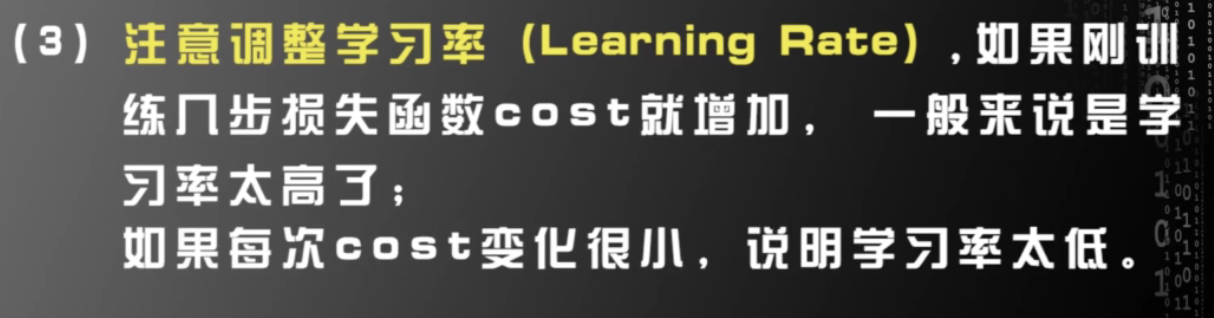 (3) 注意调整学习率 (Learning Rate) ,如果刚训
练几步损失函数cost就增加， 一般来说是学
习率太高了；
如果每次cost变化很小，说明学习率太低。